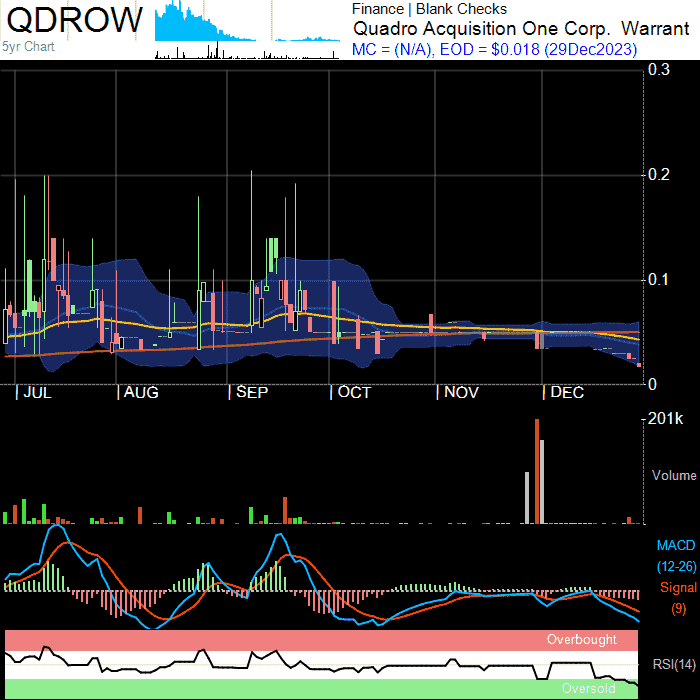 QDROW
5yr Chart
Finance | Blank Checks
Quadro Acquisition One Corp. Warrant
MC = (N/A), EOD = $0.018 (29Dec2023)
0.3
0.2
0.1
0
JUL AUG SEP OCT NOV DEC
201k
Volume
MACD
(12-26)
Signal
(9)
Overbought
RSI(14)
Oversold